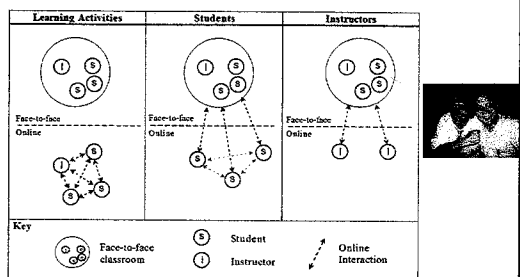 Learning Activities Students Instructors
I S S S S
I S S S S
I S S S S
Face-to-face Face-to-face Face-to-face
Online Online Online
I S S S
S S S
I I
Key
Face-to-face
classroom
S Student
I Instructor
Online
Interaction